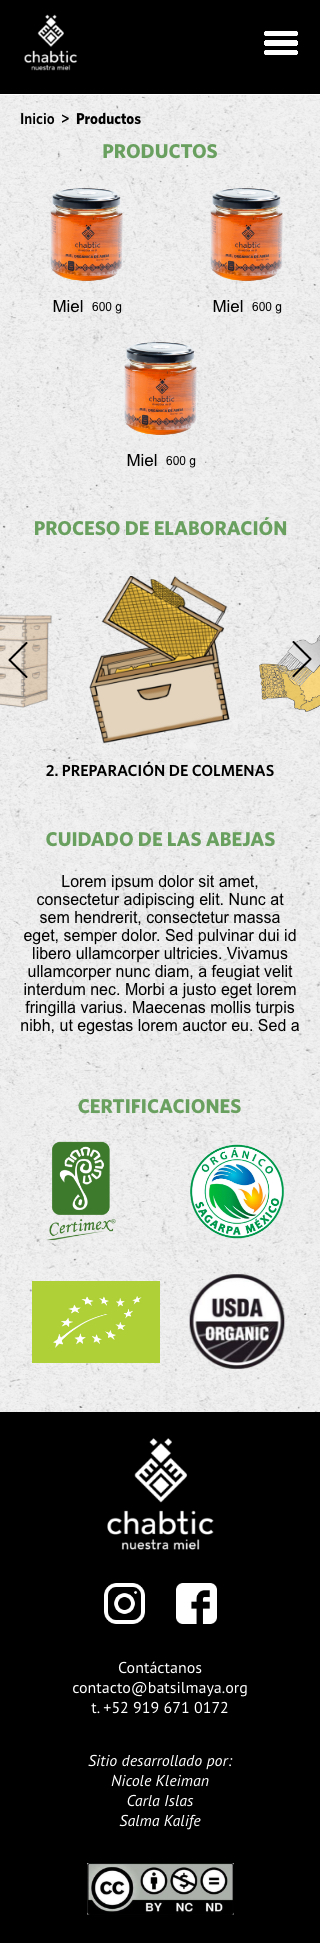 chabtic
nuestra miel
Inicio > Productos
PRODUCTOS
chabtic
chabtic
Miel 600 g
Miel 600 g
chabtic
Miel 600 g
PROCESO DE ELABORACIÓN
2. PREPARACIÓN DE COLMENAS
CUIDADO DE LAS ABEJAS
Lorem ipsum dolor sit amet,
consectetur adipiscing elit. Nunc at
sem hendrerit, consectetur massa
eget, semper dolor. Sed pulvinar dui id
libero ullamcorper ultricies. Vivamus
ullamcorper nunc diam, a feugiat velit
interdum nec. Morbi a justo eget lorem
fringilla varius. Maecenas mollis turpis
nibh, ut egestas lorem auctor eu. Sed a
CERTIFICACIONES
Certimex
ORGÁNICO
SAGARPA MÉXICO
USDA
ORGANIC
chabtic
nuestra miel
Contáctanos
contacto@batsilmaya.org
t. +52 919 671 0172
Sitio desarrollado por:
Nicole Kleiman
Carla Islas
Salma Kalife
cc
BY NC ND